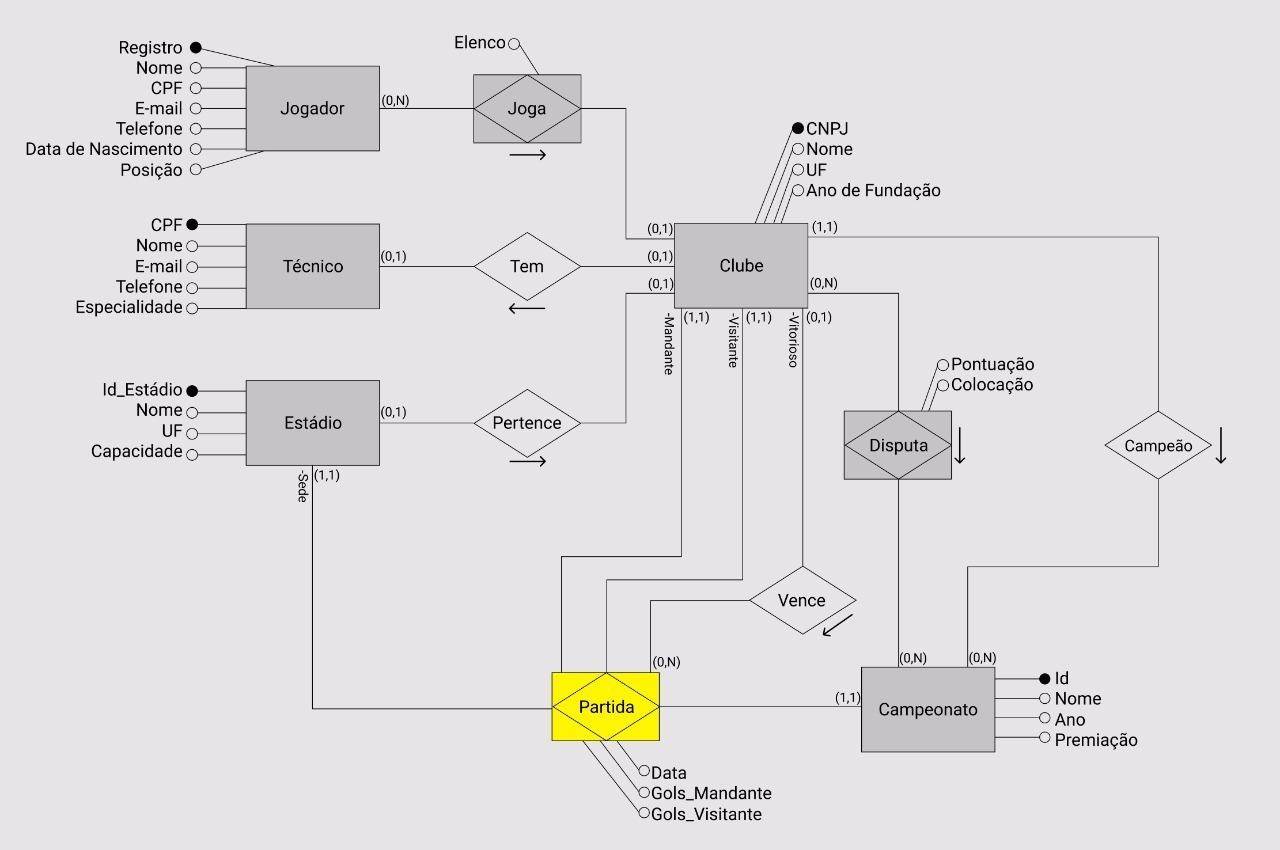 Registro
Nome
CPF
E-mail
Telefone
Data de Nascimento
Posição
Jogador
(0,N)
Elenco
Joga
CNPJ
Nome
UF
Ano de Fundação
CPF
Nome
E-mail
Telefone
Especialidade
Técnico
(0,1)
Tem
(0,1)
(0,1)
(0,1)
Clube
(1,1)
(0,N)
-Mandante
(1,1)
-Visitante
(1,1)
-Vitorioso
(0,1)
Id_Estádio
Nome
UF
Capacidade
Estádio
(0,1)
Pertence
-Sede
(1,1)
Pontuação
Colocação
Disputa
Campeão
Vence
(0,N)
(0,N)
(0,N)
Partida
(1,1)
Campeonato
Id
Nome
Ano
Premiação
Data
Gols_Mandante
Gols_Visitante